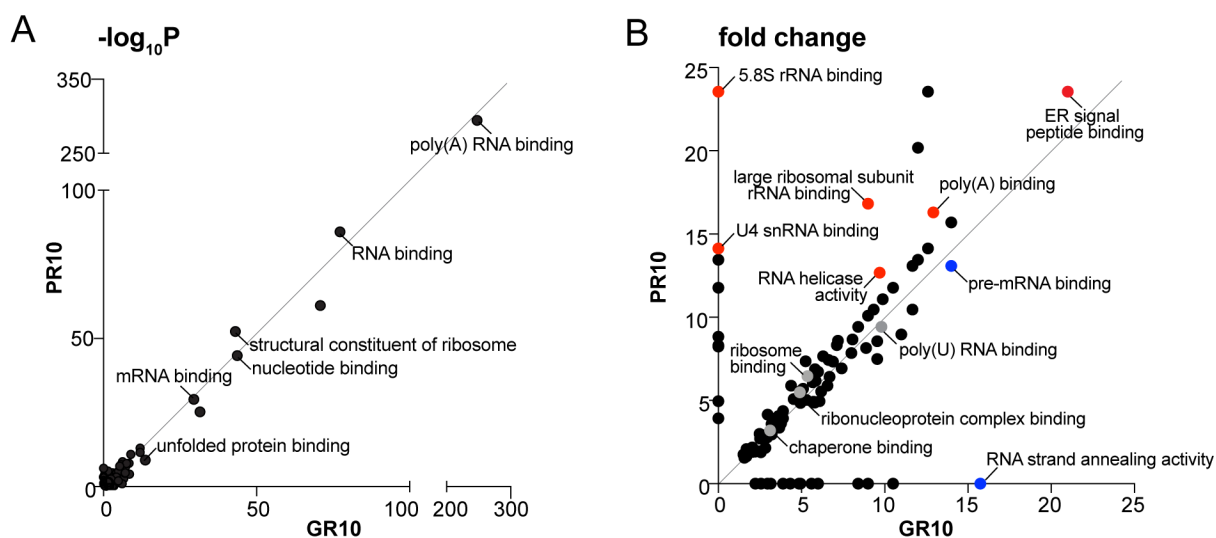 A
-log10P
350
250
100
50
0
PR10
poly(A) RNA binding
RNA binding
structural constituent of ribosome
nucleotide binding
mRNA binding
unfolded protein binding
0
50
100
200
300
GR10
B
fold change
25
20
15
10
5
0
PR10
5.8S rRNA binding
ER signal
peptide binding
large ribosomal subunit
rRNA binding
poly(A) binding
U4 snRNA binding
RNA helicase
activity
pre-mRNA binding
poly(U) RNA binding
ribosome
binding
ribonucleoprotein complex binding
chaperone binding
RNA strand annealing activity
0
5
10
15
20
25
GR10